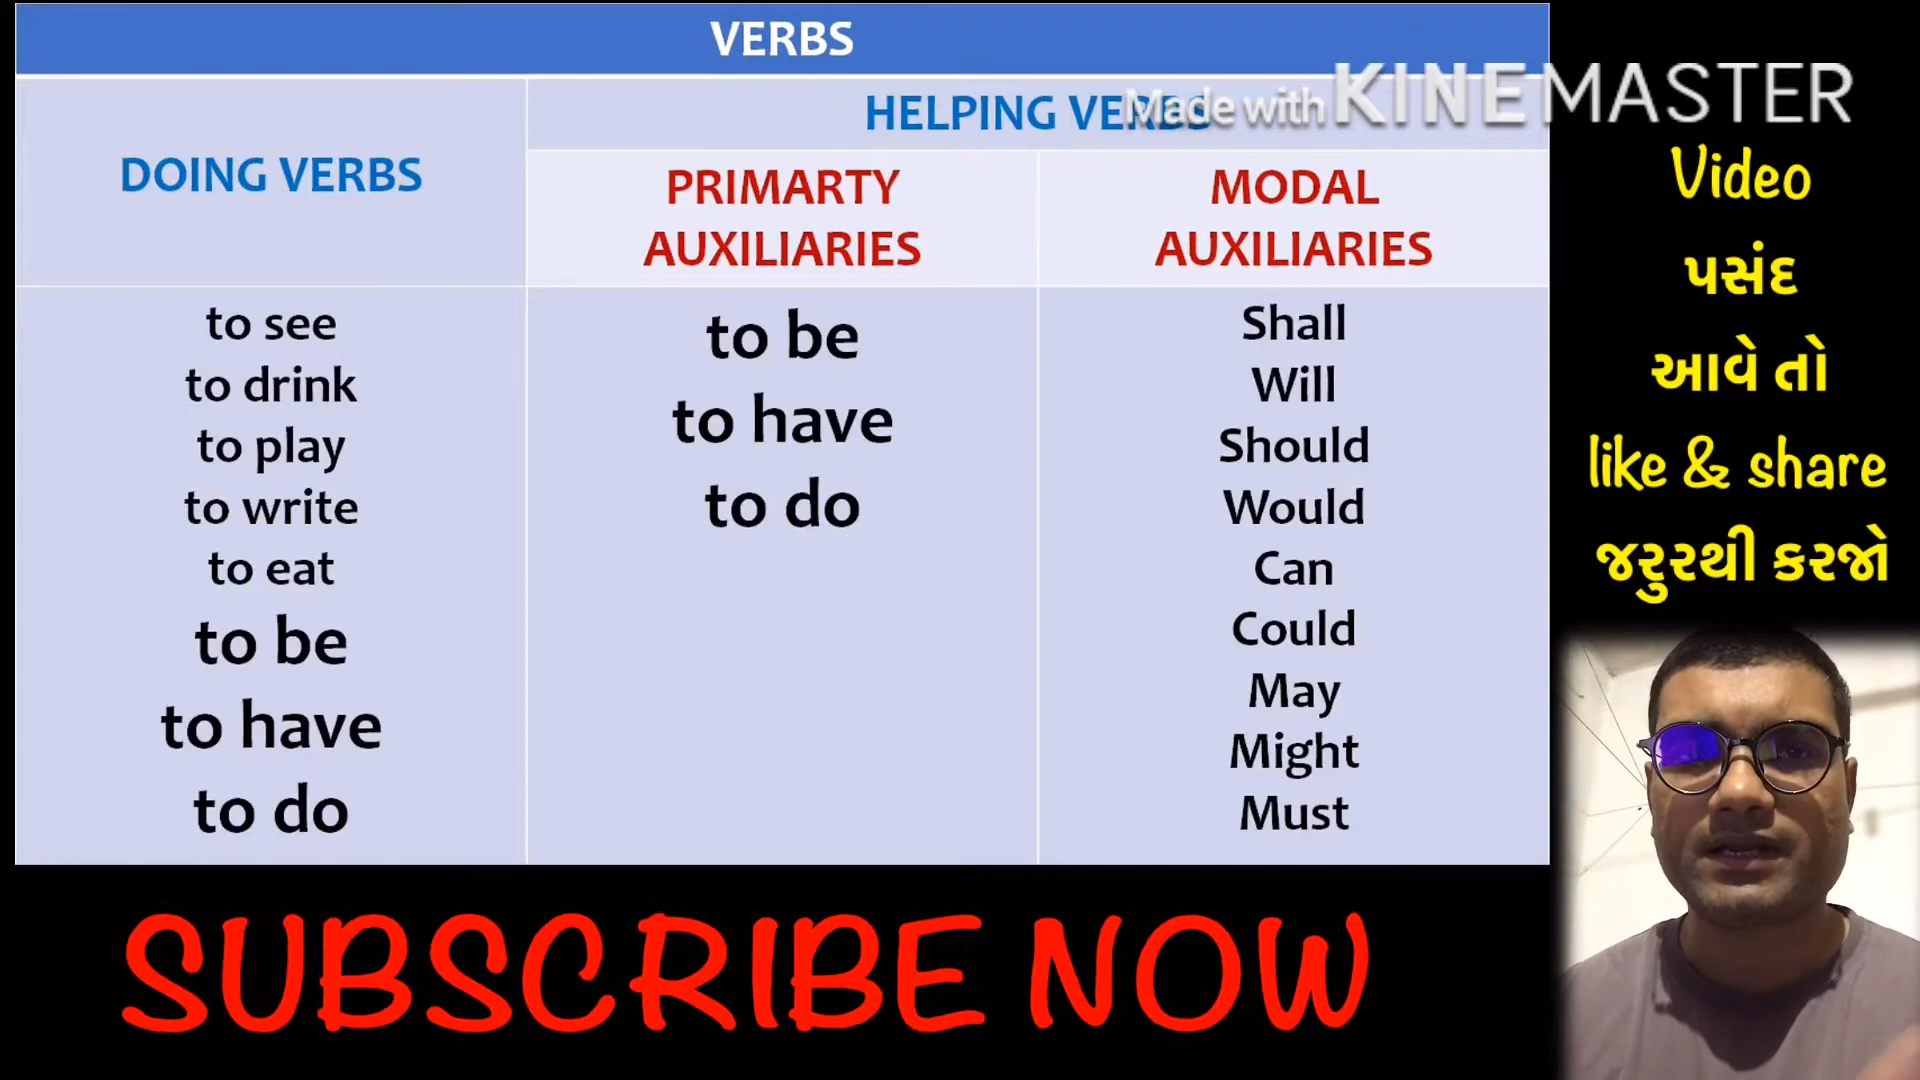 VERBS
Made with KINEMASTER
HELPING VERBS
DOING VERBS
PRIMARTY
AUXILIARIES
MODAL
AUXILIARIES
to see
to drink
to play
to write
to eat
to be
to have
to do
to be
to have
to do
Shall
Will
Should
Would
Can
Could
May
Might
Must
Video
પસંદ
આવે તો
like & share
જરુરથી કરજો
SUBSCRIBE NOW